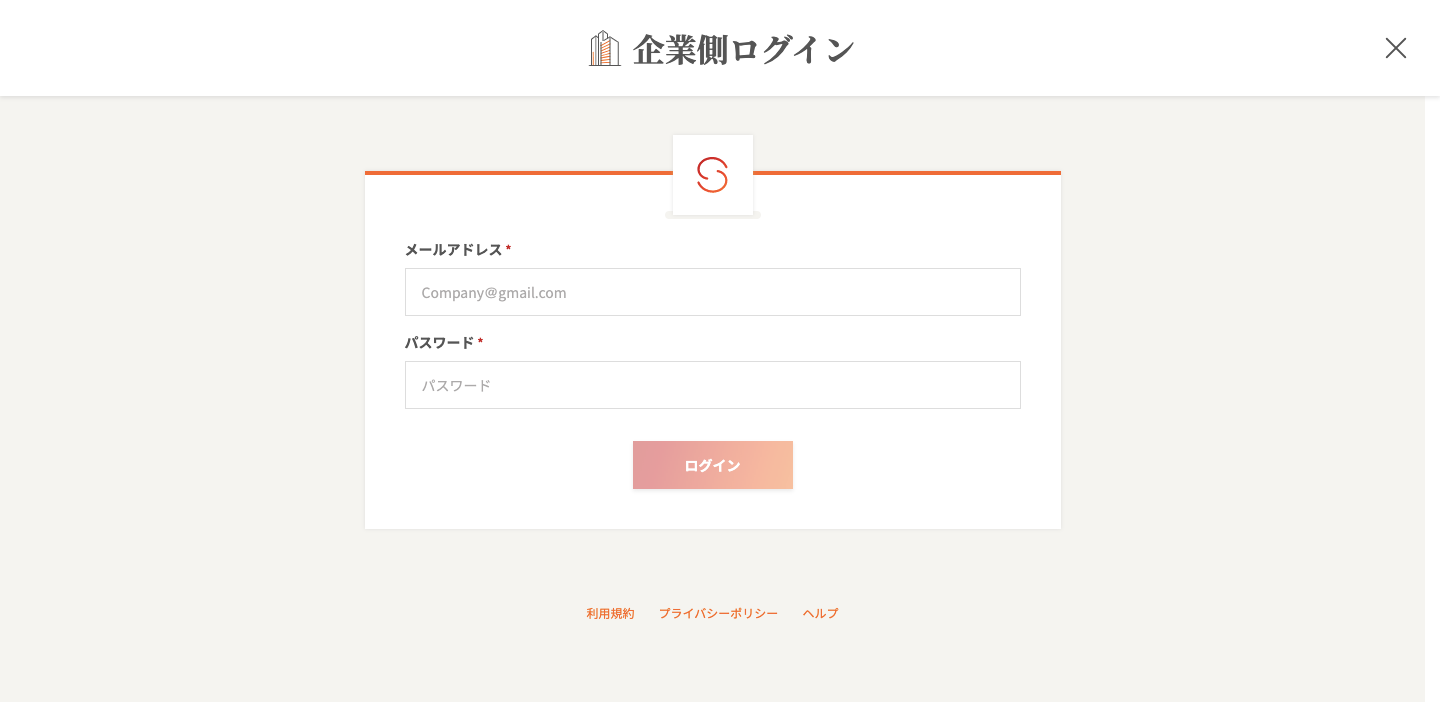 企業側ログイン
メールアドレス *
Company@gmail.com
パスワード *
パスワード
ログイン
利用規約 プライバシーポリシー ヘルプ